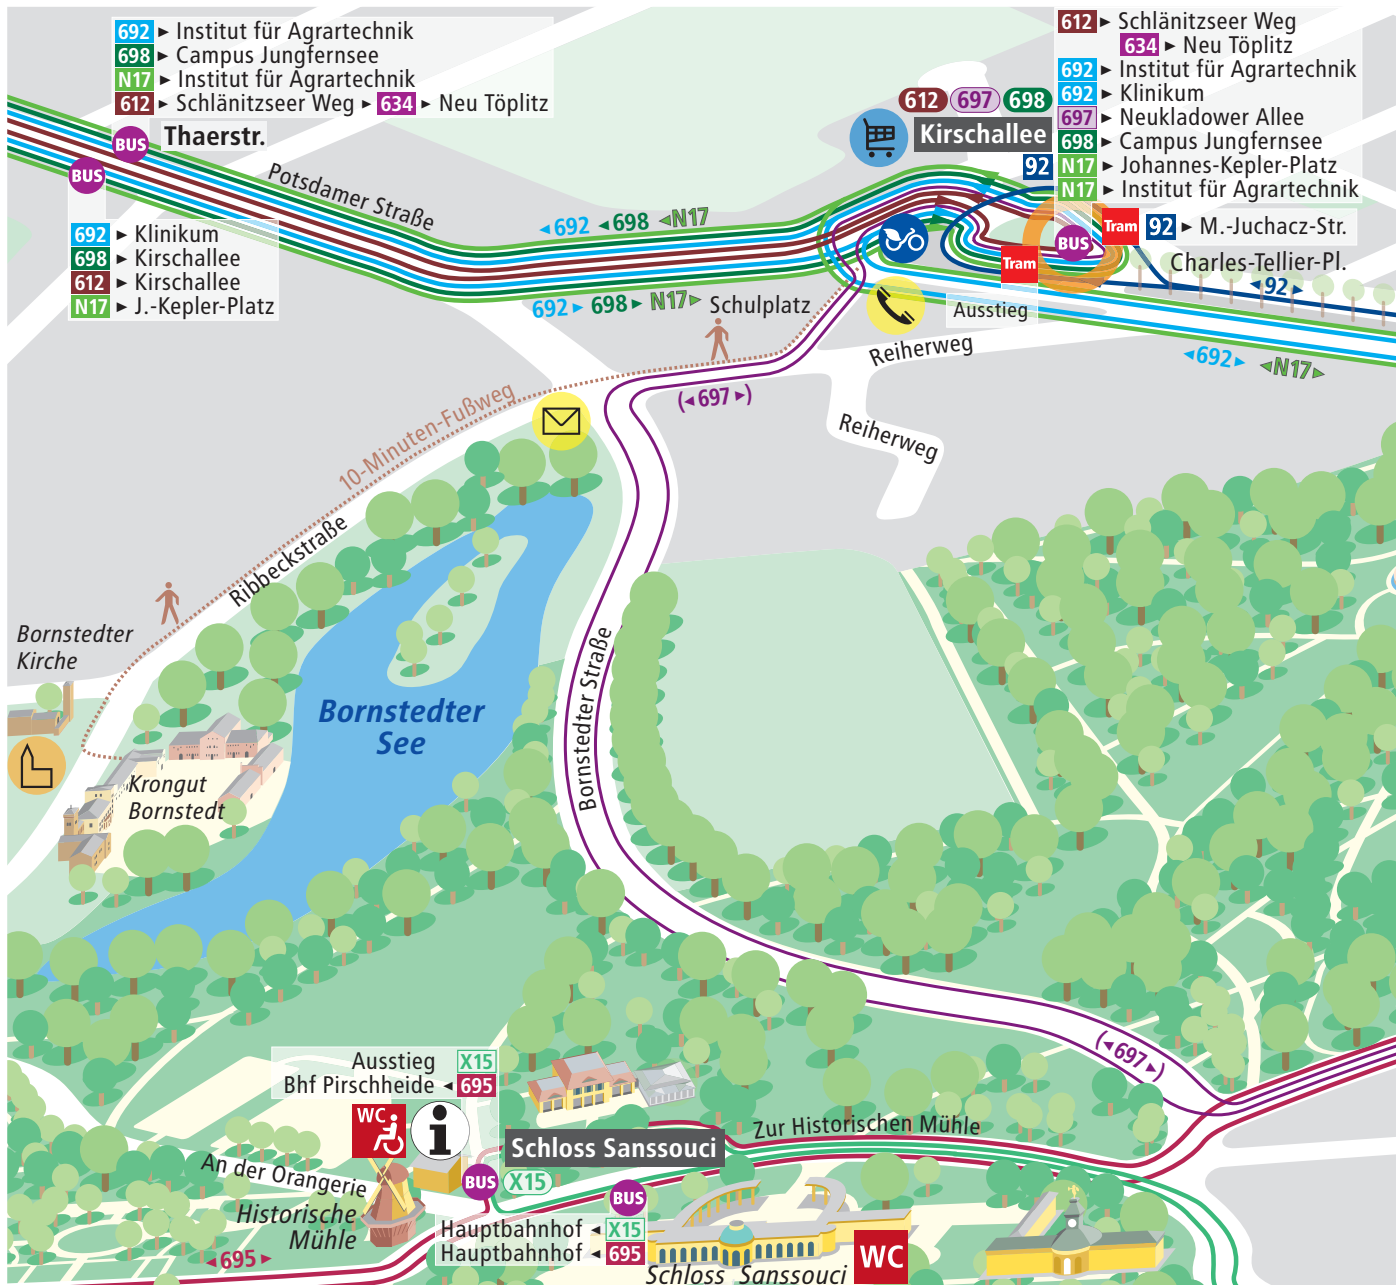 692 ► Institut für Agrartechnik
698 ► Campus Jungfernsee
N17 ► Institut für Agrartechnik
612 ► Schlänitzseer Weg ► 634 ► Neu Töplitz
BUS
Thaerstr.
BUS
692 ► Klinikum
698 ► Kirschallee
612 ► Kirschallee
N17 ► J.-Kepler-Platz
Potsdamer Straße
◄692 ◄698 ◄N17
692► 698► N17►
612 697 698
Kirschallee
92
612 ► Schlänitzseer Weg
634 ► Neu Töplitz
692 ► Institut für Agrartechnik
692 ► Klinikum
697 ► Neukladower Allee
698 ► Campus Jungfernsee
N17 ► Johannes-Kepler-Platz
N17 ► Institut für Agrartechnik
Tram
92 ► M.-Juchacz-Str.
BUS
Tram
Charles-Tellier-Pl.
◄92►
Ausstieg
◄692► ◄N17►
Schulplatz
Reiherweg
(◄697►)
Reiherweg
10-Minuten-Fußweg
Ribbeckstraße
Bornstedter
Kirche
Bornstedter
See
Bornstedter Straße
Krongut
Bornstedt
(◄697►)
Ausstieg X15
Bhf Pirschheide ◄ 695
WC
i
Schloss Sanssouci
Zur Historischen Mühle
An der Orangerie
BUS
X15
BUS
Historische
Mühle
Hauptbahnhof ◄ X15
Hauptbahnhof ◄ 695
◄695►
WC
Schloss Sanssouci